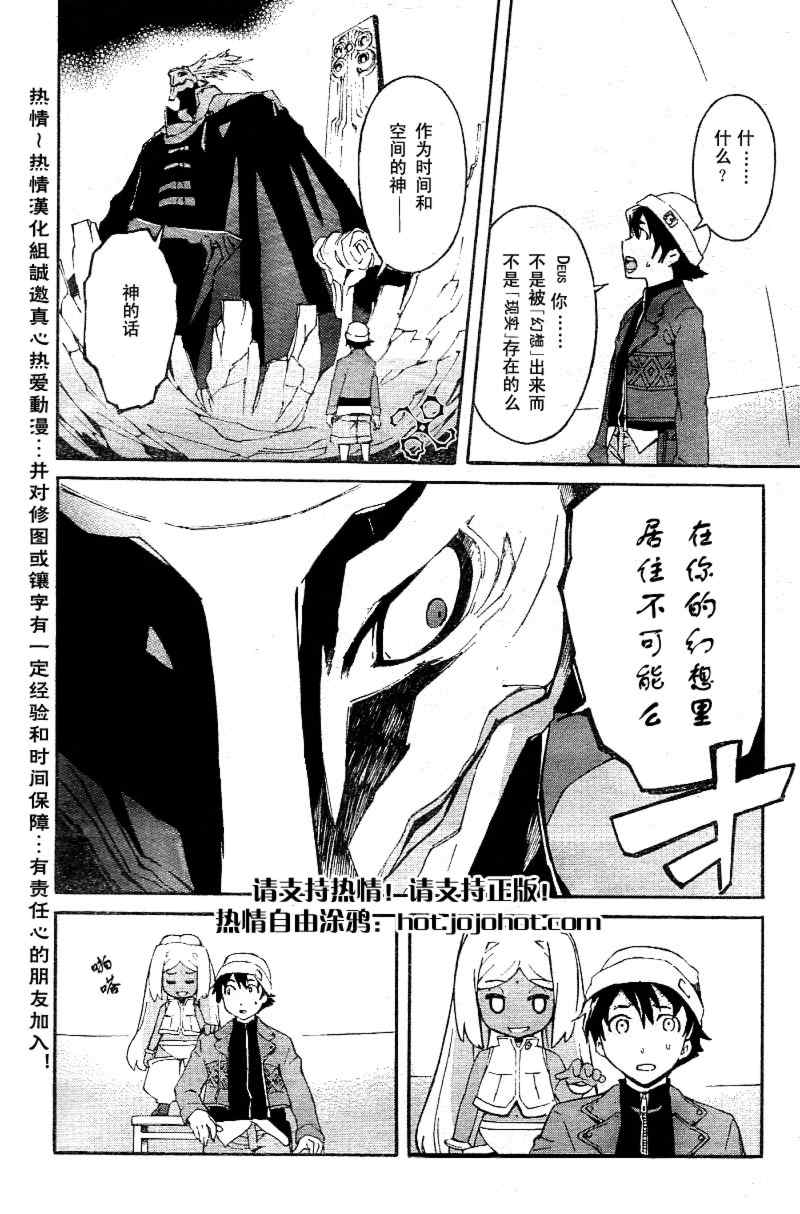 什……
什么？
DEUS 你……
不是被「幻想」出来而
不是「现实」存在的么
作为时间和
空间的神——
神的话
在你的幻想里
居住不可能么
オ
请支持热情! 请支持正版!
热情自由涂鸦：hot.jojohot.com
啪
嗒
热情～热情漢化組誠邀真心热爱動漫…并对修图或镶字有一定经验和时间保障…有责任心的朋友加入！